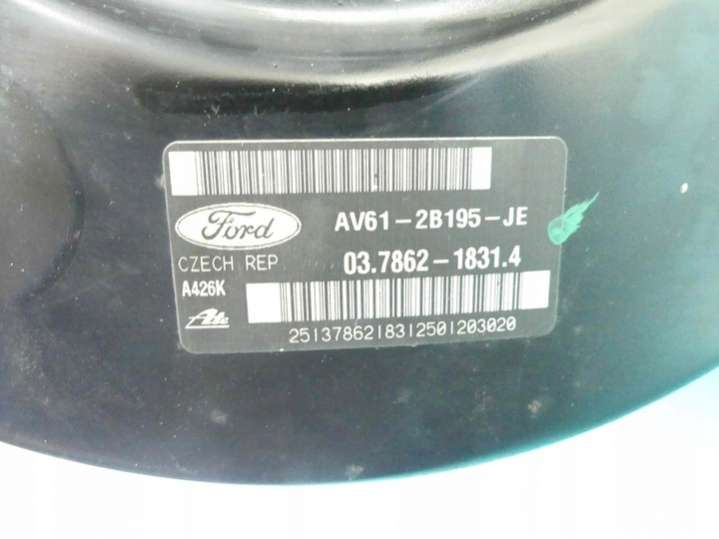 Ford
AV61-2B195-JE
CZECH REP
03.7862-1831.4
A426K
Ate
2513786218312501203020